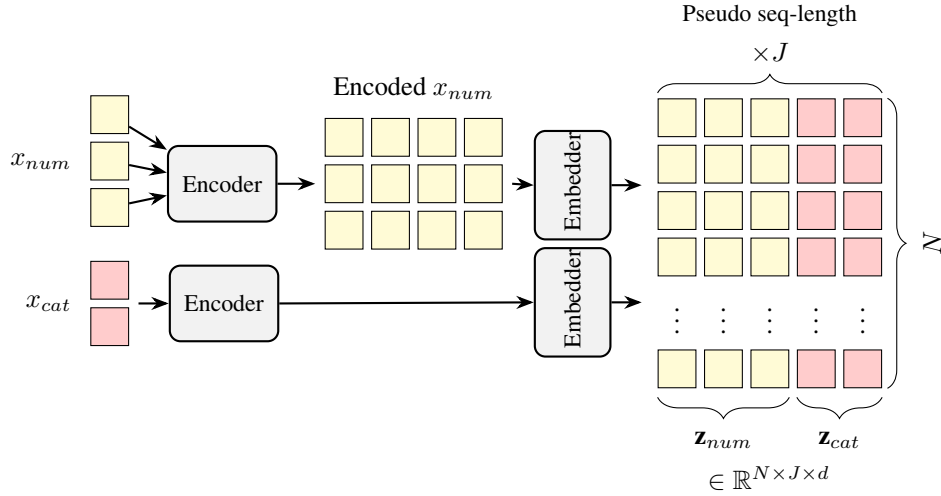 Pseudo seq-length
×J
Encoded x_num
x_num
Encoder
Embedder
N
x_cat
Encoder
Embedder
⋮ ⋮ ⋮ ⋮ ⋮
z_num z_cat
∈ ℝ^{N×J×d}